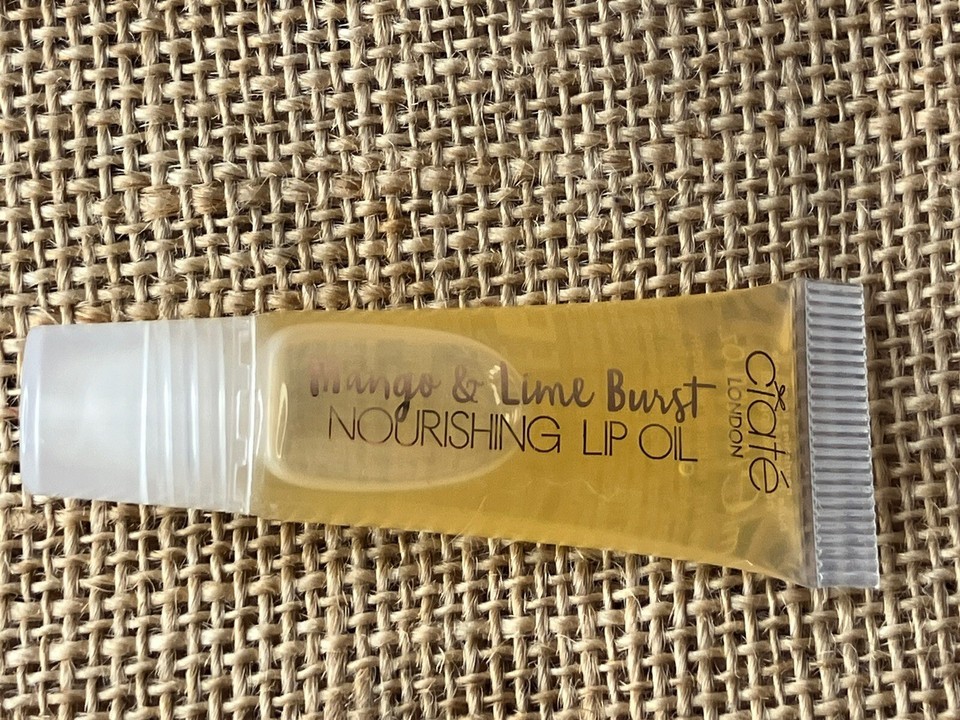 Mango & Lime Burst
NOURISHING LIP OIL
ciaté
LONDON